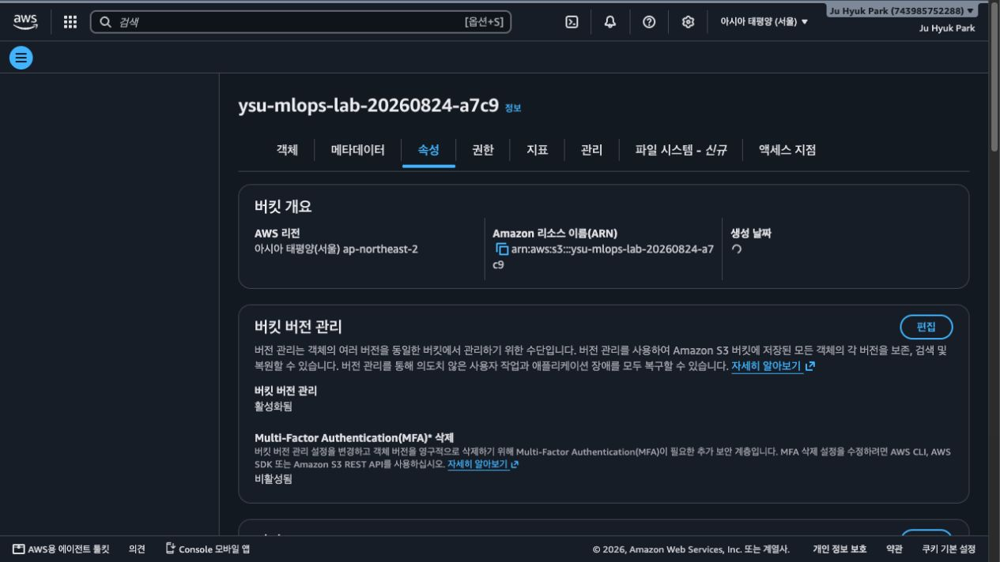 aws
검색
[옵션+S]
아시아 태평양 (서울)
Ju Hyuk Park (743985752288)
Ju Hyuk Park
ysu-mlops-lab-20260824-a7c9 정보
객체
메타데이터
속성
권한
지표
관리
파일 시스템 - 신규
액세스 지점
버킷 개요
AWS 리전
아시아 태평양(서울) ap-northeast-2
Amazon 리소스 이름(ARN)
arn:aws:s3:::ysu-mlops-lab-20260824-a7
c9
생성 날짜
버킷 버전 관리
편집
버전 관리는 객체의 여러 버전을 동일한 버킷에서 관리하기 위한 수단입니다. 버전 관리를 사용하여 Amazon S3 버킷에 저장된 모든 객체의 각 버전을 보존, 검색 및
복원할 수 있습니다. 버전 관리를 통해 의도치 않은 사용자 작업과 애플리케이션 장애를 모두 복구할 수 있습니다. 자세히 알아보기
버킷 버전 관리
활성화됨
Multi-Factor Authentication(MFA)* 삭제
버킷 버전 관리 설정을 변경하고 객체 버전을 영구적으로 삭제하기 위해 Multi-Factor Authentication(MFA)이 필요한 추가 보안 계층입니다. MFA 삭제 설정을 수정하려면 AWS CLI, AWS
SDK 또는 Amazon S3 REST API를 사용하십시오. 자세히 알아보기
비활성됨
AWS용 에이전트 툴킷
의견
Console 모바일 앱
© 2026, Amazon Web Services, Inc. 또는 계열사.
개인 정보 보호
약관
쿠키 기본 설정